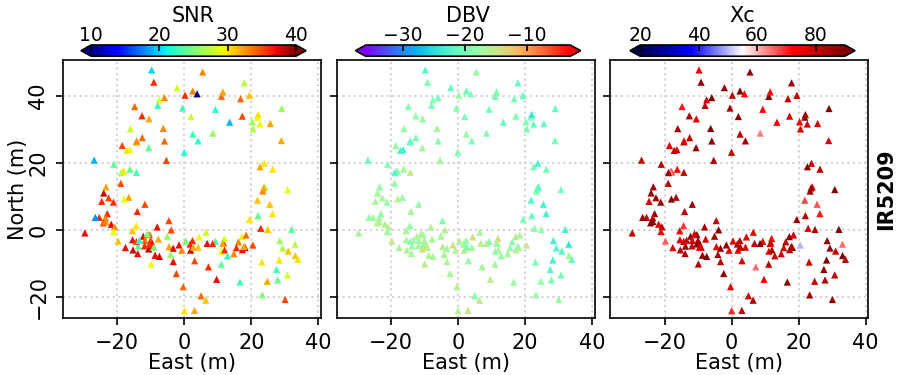 SNR DBV Xc
10 20 30 40 −30 −20 −10 20 40 60 80
North (m)
40
20
0
−20
IR5209
−20 0 20 40 −20 0 20 40 −20 0 20 40
East (m) East (m) East (m)